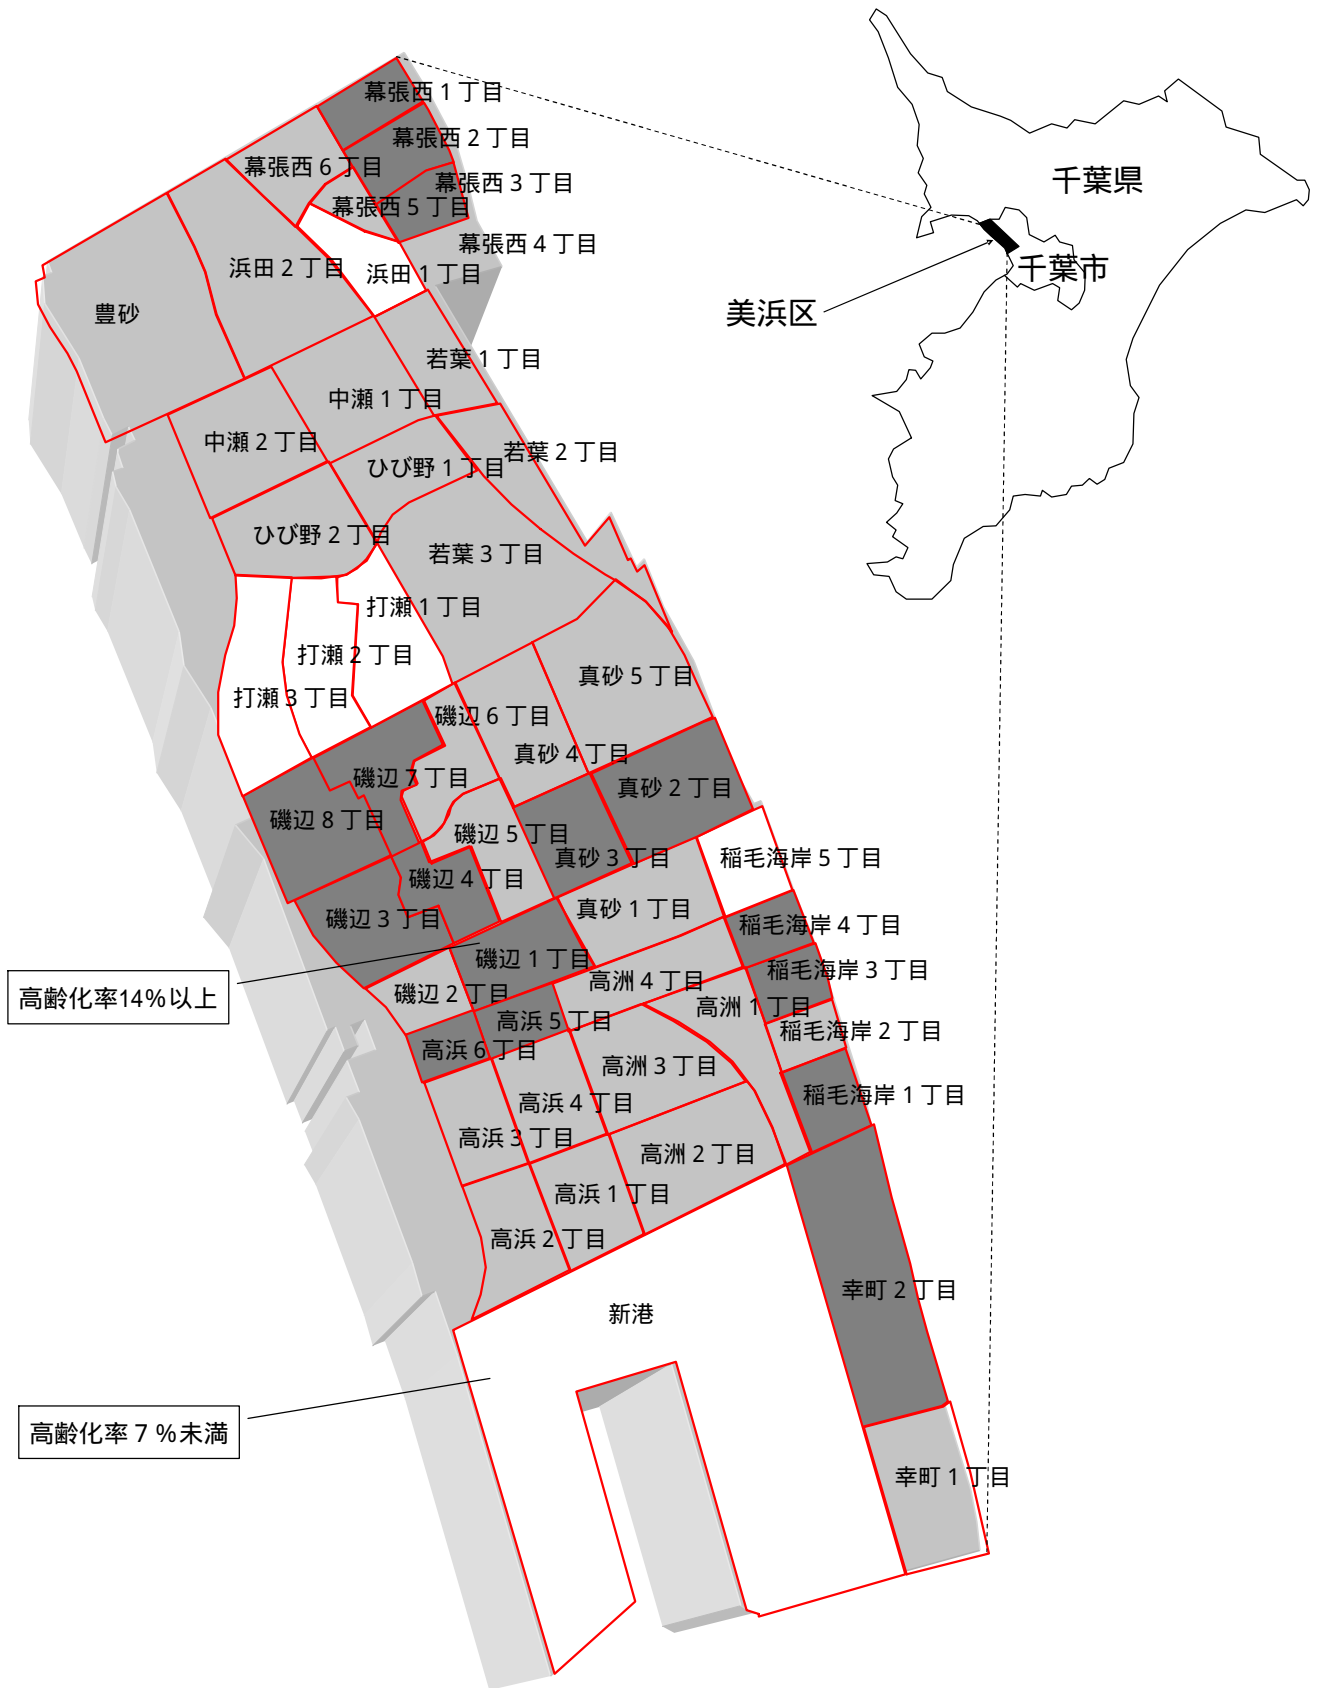 幕張西１丁目
幕張西２丁目
幕張西６丁目
幕張西３丁目
幕張西５丁目
幕張西４丁目
浜田２丁目
浜田１丁目
豊砂
千葉県
千葉市
美浜区
若葉１丁目
中瀬１丁目
中瀬２丁目
若葉２丁目
ひび野１丁目
ひび野２丁目
若葉３丁目
打瀬１丁目
打瀬２丁目
打瀬３丁目
真砂５丁目
磯辺６丁目
真砂４丁目
磯辺７丁目
真砂２丁目
磯辺８丁目
磯辺５丁目
真砂３丁目
稲毛海岸５丁目
磯辺４丁目
真砂１丁目
磯辺３丁目
稲毛海岸４丁目
磯辺１丁目
稲毛海岸３丁目
高洲４丁目
高齢化率14％以上
磯辺２丁目
高洲１丁目
高浜５丁目
稲毛海岸２丁目
高浜６丁目
高洲３丁目
稲毛海岸１丁目
高浜４丁目
高浜３丁目
高洲２丁目
高浜１丁目
高浜２丁目
幸町２丁目
新港
高齢化率７％未満
幸町１丁目